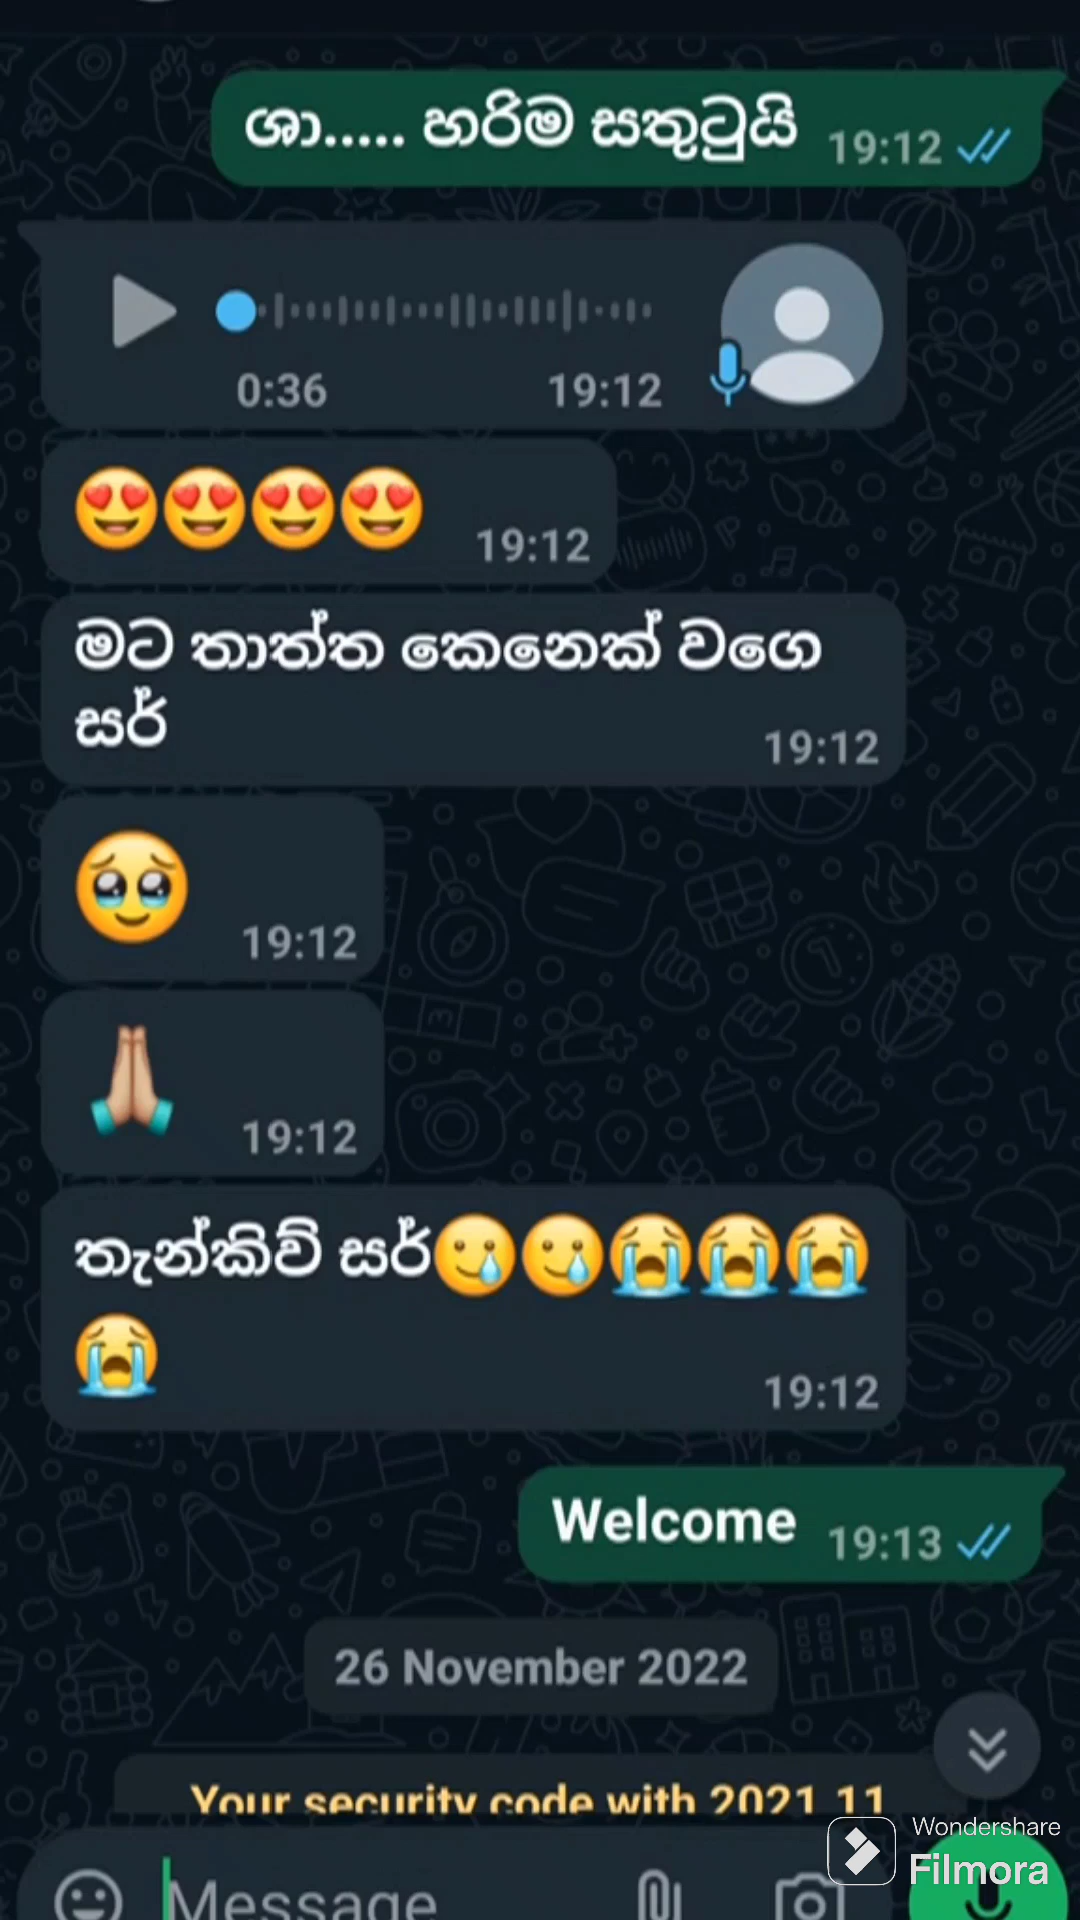 ශා..... හරිම සතුටුයි 19:12
0:36 19:12
😍😍😍😍 19:12
මට තාත්ත කෙනෙක් වගෙ
සර්
19:12
🥹 19:12
🙏🏼 19:12
තැන්කිව් සර්🥲🥲😭😭😭
😭
19:12
Welcome 19:13
26 November 2022
Your security code with 2021 11
Wondershare
Filmora
Message